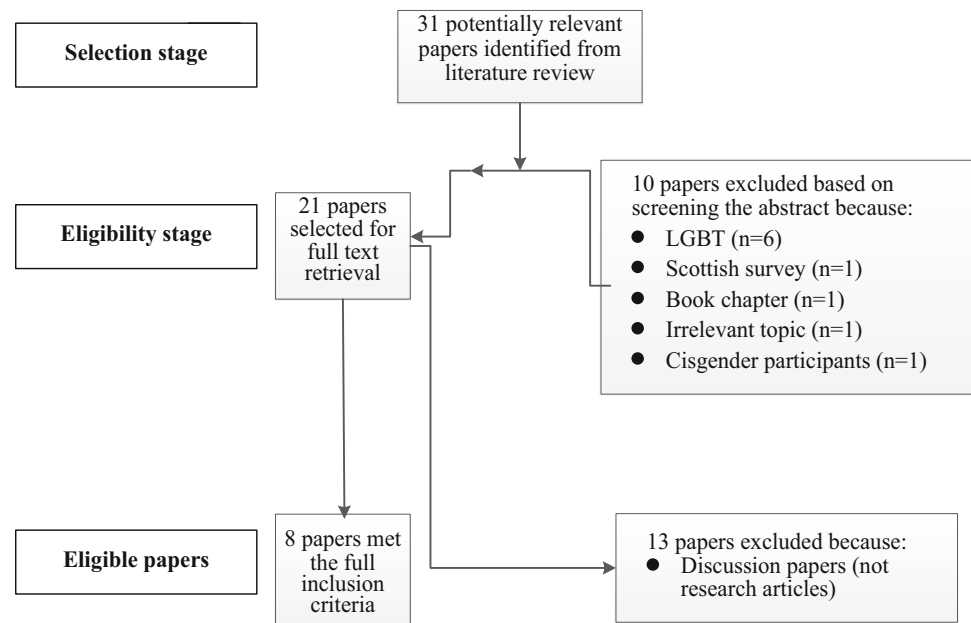 Selection stage
31 potentially relevant
papers identified from
literature review
Eligibility stage
21 papers
selected for
full text
retrieval
10 papers excluded based on
screening the abstract because:
● LGBT (n=6)
● Scottish survey (n=1)
● Book chapter (n=1)
● Irrelevant topic (n=1)
● Cisgender participants (n=1)
Eligible papers
8 papers met
the full
inclusion
criteria
13 papers excluded because:
● Discussion papers (not
research articles)